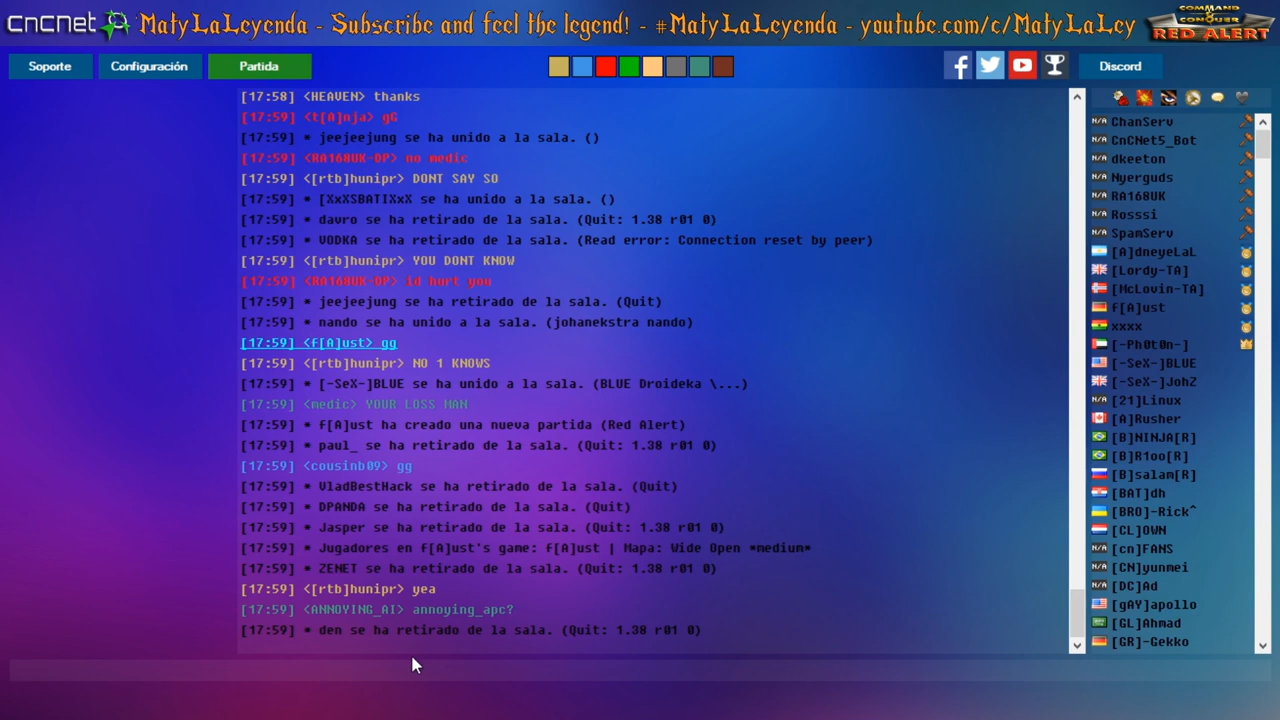 cncnet MatyLaLeyenda - Subscribe and feel the legend! - #MatyLaLeyenda - youtube.com/c/MatyLaLey COMMAND & CONQUER RED ALERT
Soporte Configuración Partida Discord
[17:58] <HEAVEN> thanks
[17:59] <t[A]nja> gG
[17:59] * jeejeejung se ha unido a la sala. ()
[17:59] <RA168UK-DP> no medic
[17:59] <[rtb]hunipr> DONT SAY SO
[17:59] * [XxXSBATIXxX se ha unido a la sala. ()
[17:59] * davro se ha retirado de la sala. (Quit: 1.38 r01 0)
[17:59] * VODKA se ha retirado de la sala. (Read error: Connection reset by peer)
[17:59] <[rtb]hunipr> YOU DONT KNOW
[17:59] <RA168UK-DP> id hurt you
[17:59] * jeejeejung se ha retirado de la sala. (Quit)
[17:59] * nando se ha unido a la sala. (johanekstra nando)
[17:59] <f[A]ust> gg
[17:59] <[rtb]hunipr> NO 1 KNOWS
[17:59] * [-SeX-]BLUE se ha unido a la sala. (BLUE Droideka \...)
[17:59] <medic> YOUR LOSS MAN
[17:59] * f[A]ust ha creado una nueva partida (Red Alert)
[17:59] * paul_ se ha retirado de la sala. (Quit: 1.38 r01 0)
[17:59] <cousinb09> gg
[17:59] * VladBestHack se ha retirado de la sala. (Quit)
[17:59] * DPANDA se ha retirado de la sala. (Quit)
[17:59] * Jasper se ha retirado de la sala. (Quit: 1.38 r01 0)
[17:59] * Jugadores en f[A]ust's game: f[A]ust | Mapa: Wide Open *medium*
[17:59] * ZENET se ha retirado de la sala. (Quit: 1.38 r01 0)
[17:59] <[rtb]hunipr> yea
[17:59] <ANNOYING_AI> annoying_apc?
[17:59] * den se ha retirado de la sala. (Quit: 1.38 r01 0)
N/A ChanServ
N/A CnCNet5_Bot
N/A dkeeton
N/A Nyerguds
N/A RA168UK
N/A Rosssi
N/A SpamServ
[A]dneyeLaL
[Lordy-TA]
[McLovin-TA]
f[A]ust
xxxx
[-Ph0t0n-]
[-SeX-]BLUE
[-SeX-]JohZ
N/A [21]Linux
[A]Rusher
[B]NINJA[R]
[B]R1oo[R]
[B]salam[R]
[BAT]dh
[BRO]-Rick^
[CL]OWN
N/A [cn]FANS
N/A [CN]yunmei
N/A [DC]Ad
[gAY]apollo
[GL]Ahmad
[GR]-Gekko